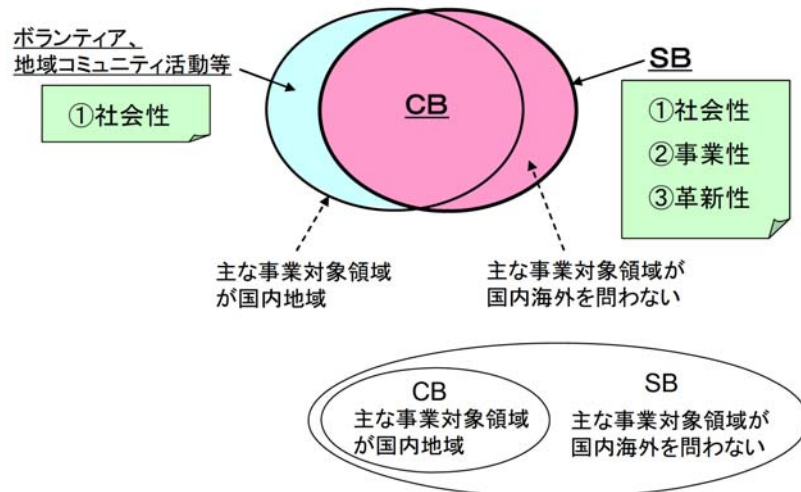 ボランティア、
地域コミュニティ活動等
①社会性
CB
SB
①社会性
②事業性
③革新性
主な事業対象領域
が国内地域
主な事業対象領域が
国内海外を問わない
CB
主な事業対象領域
が国内地域
SB
主な事業対象領域が
国内海外を問わない